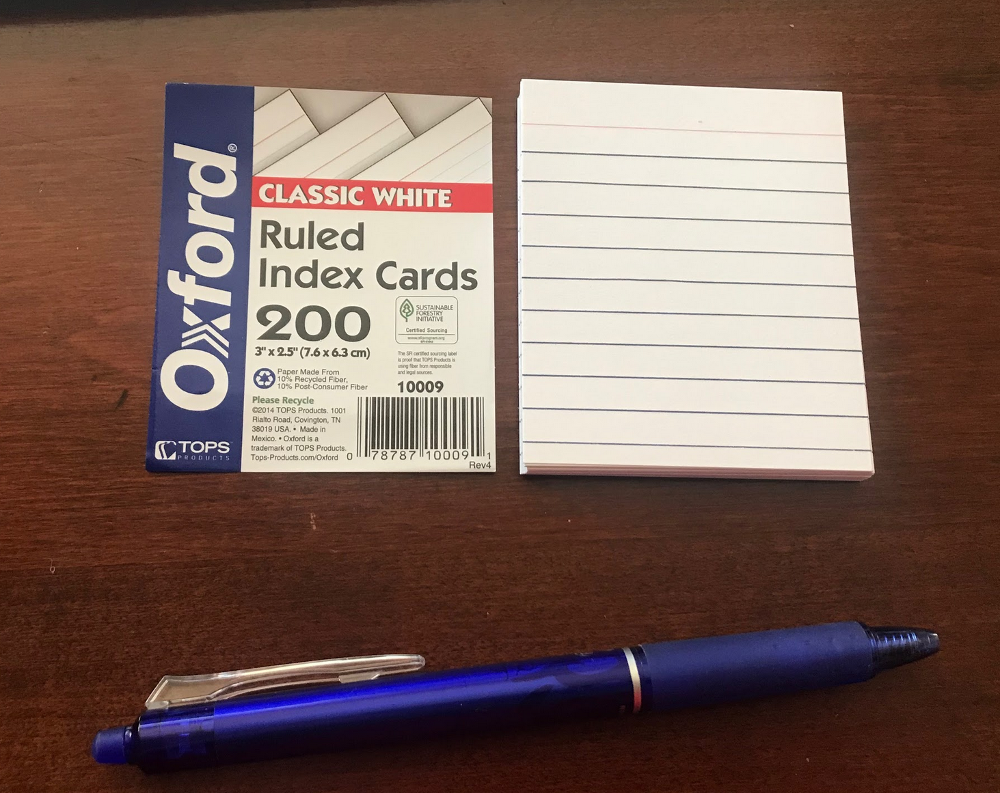 Oxford®
TOPS
PRODUCTS
CLASSIC WHITE
Ruled
Index Cards
200
3" x 2.5" (7.6 x 6.3 cm)
SUSTAINABLE
FORESTRY
INITIATIVE
Certified Sourcing
www.sfiprogram.org
The SFI certified sourcing label
is proof that TOPS Products is
using fiber from responsible
and legal sources.
Paper Made From
10% Recycled Fiber,
10% Post-Consumer Fiber
10009
Please Recycle
©2014 TOPS Products. 1001
Rialto Road, Covington, TN
38019 USA. • Made in
Mexico. • Oxford is a
trademark of TOPS Products.
Tops-Products.com/Oxford
0 78787 10009 1
Rev4